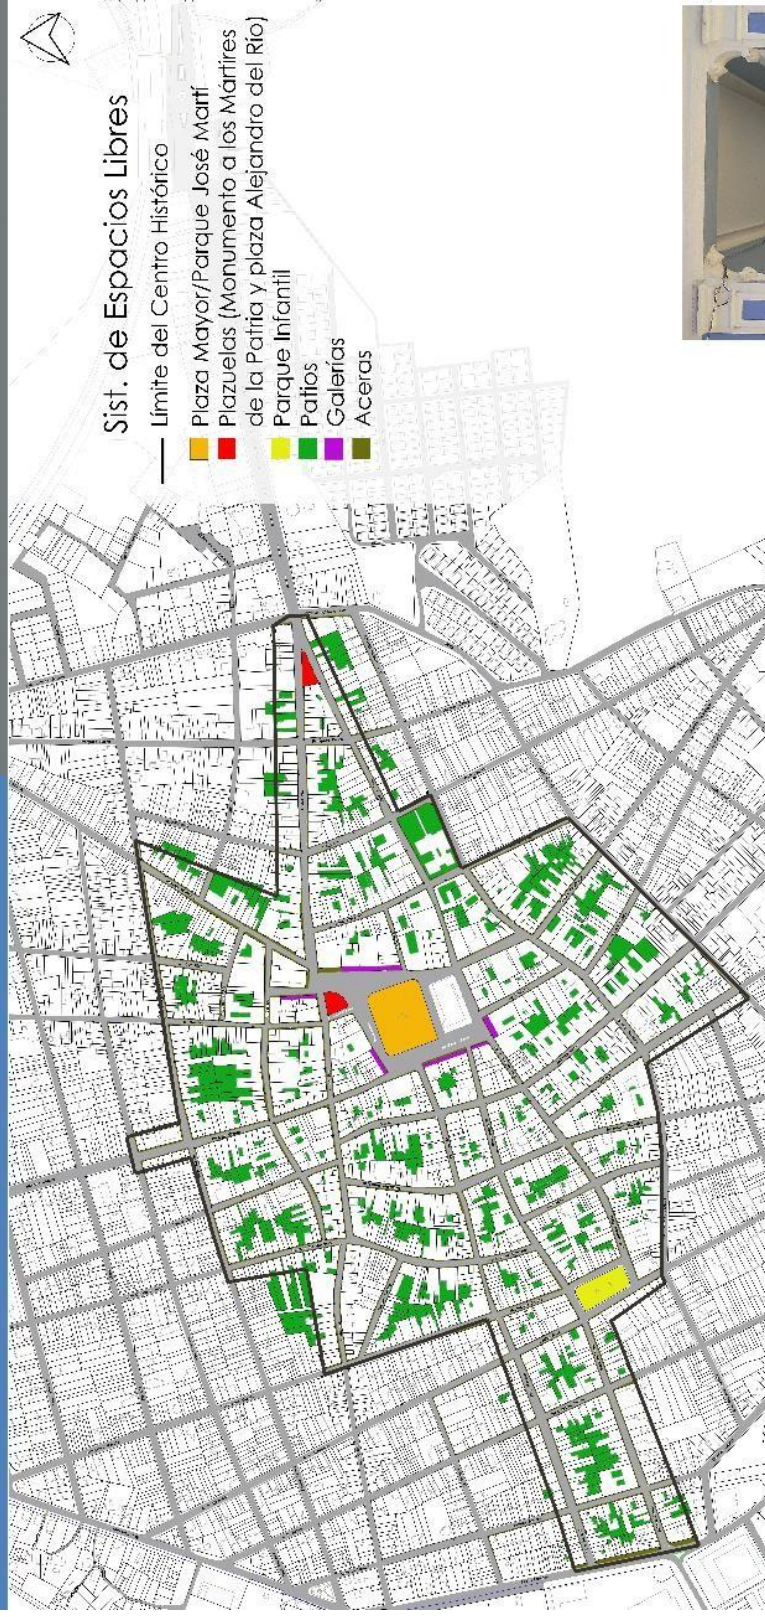 Sist. de Espacios Libres
Límite del Centro Histórico
Plaza Mayor/Parque José Martí
Plazuelas (Monumento a los Mártires
de la Patria y plaza Alejandro del Río)
Parque Infantil
Patios
Galerías
Aceras